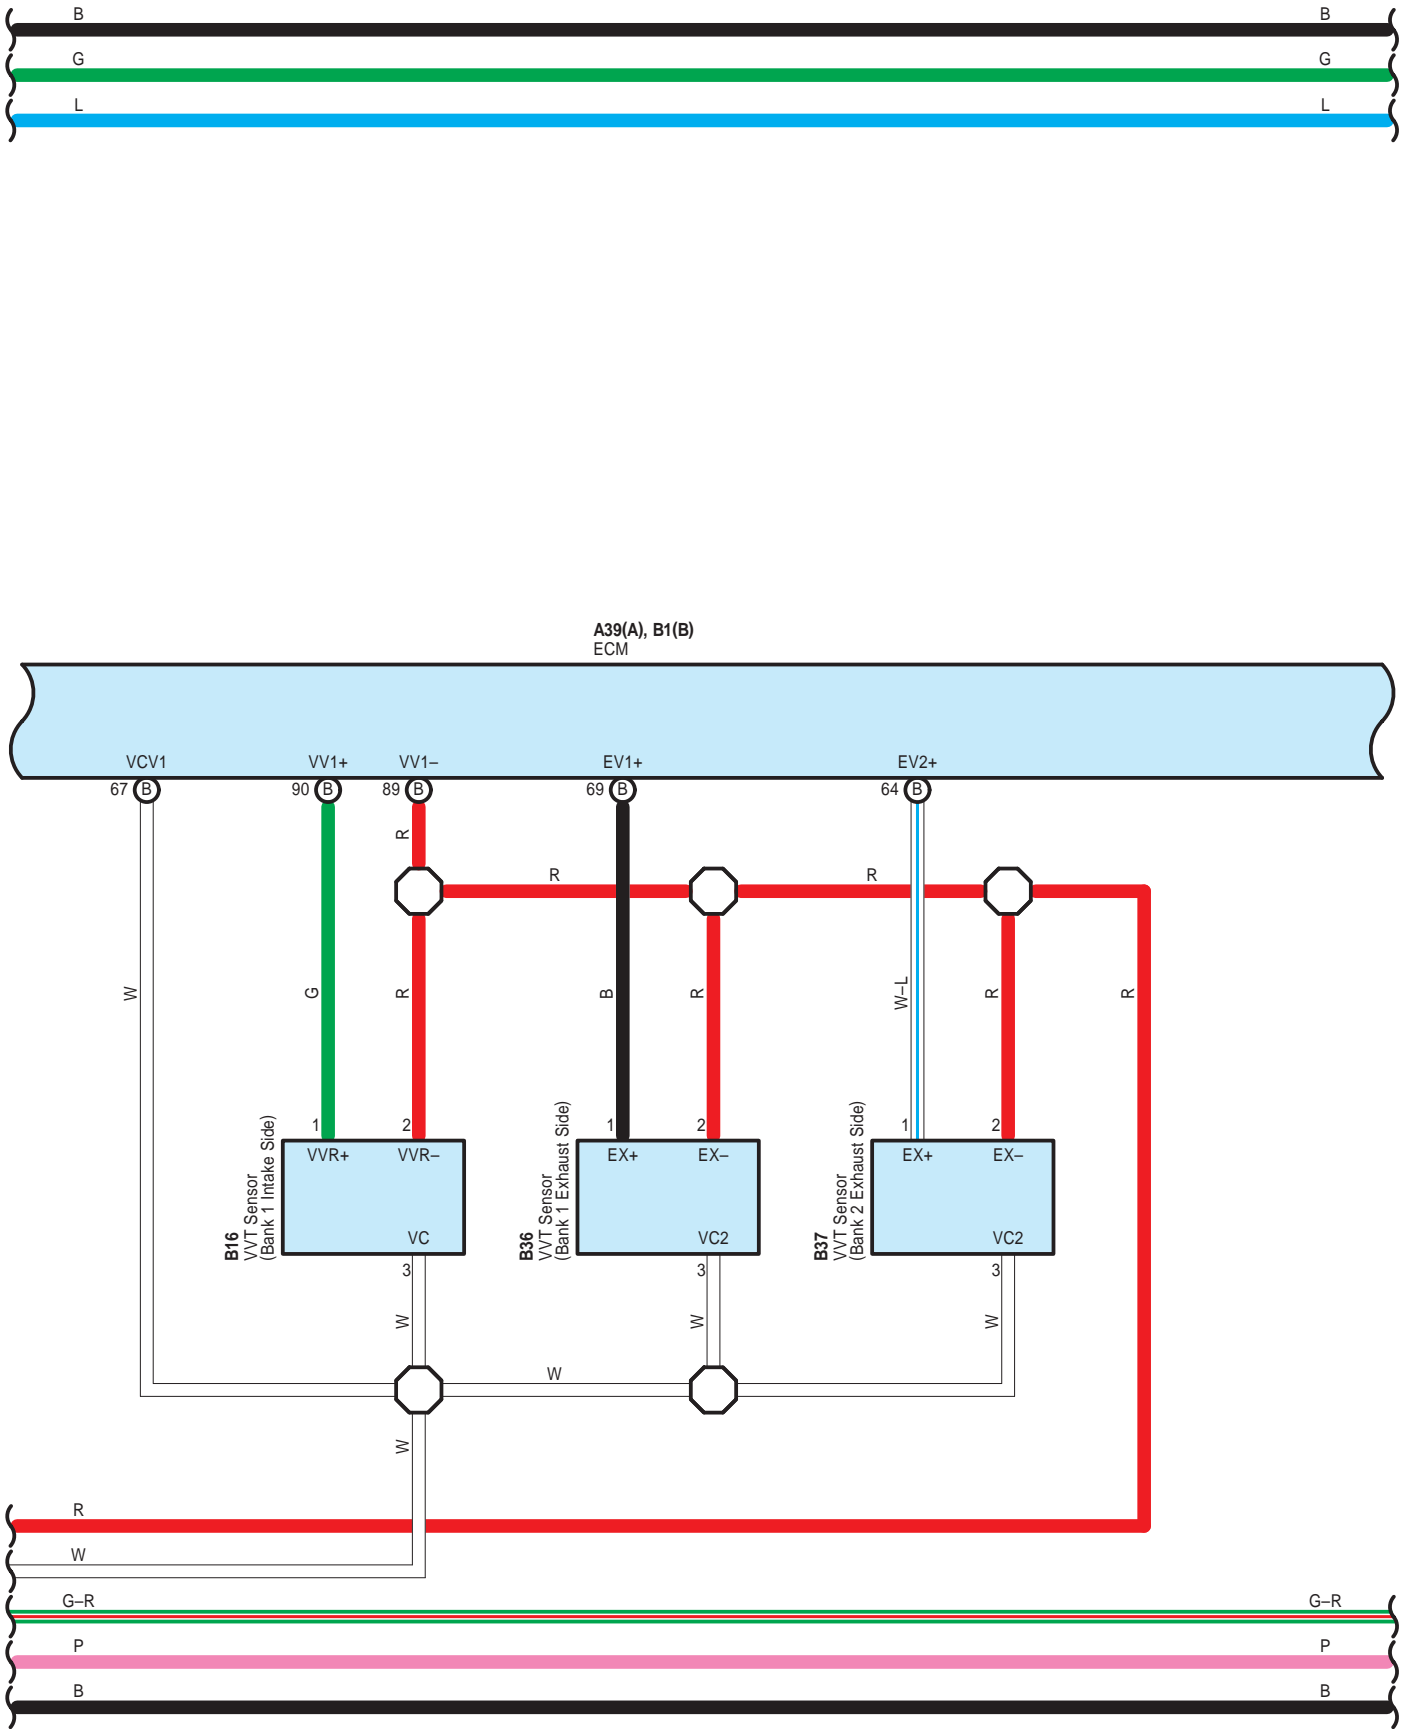 B B
G G
L L
A39(A), B1(B)
ECM
VCV1 VV1+ VV1– EV1+ EV2+
67 B 90 B 89 B 69 B 64 B
R
R R
W G R B R W–L R R
1 2 1 2 1 2
VVR+ VVR– EX+ EX– EX+ EX–
B16
VVT Sensor
(Bank 1 Intake Side)
B36
VVT Sensor
(Bank 1 Exhaust Side)
B37
VVT Sensor
(Bank 2 Exhaust Side)
VC VC2 VC2
3 3 3
W W W
W
W
R
W
G–R G–R
P P
B B